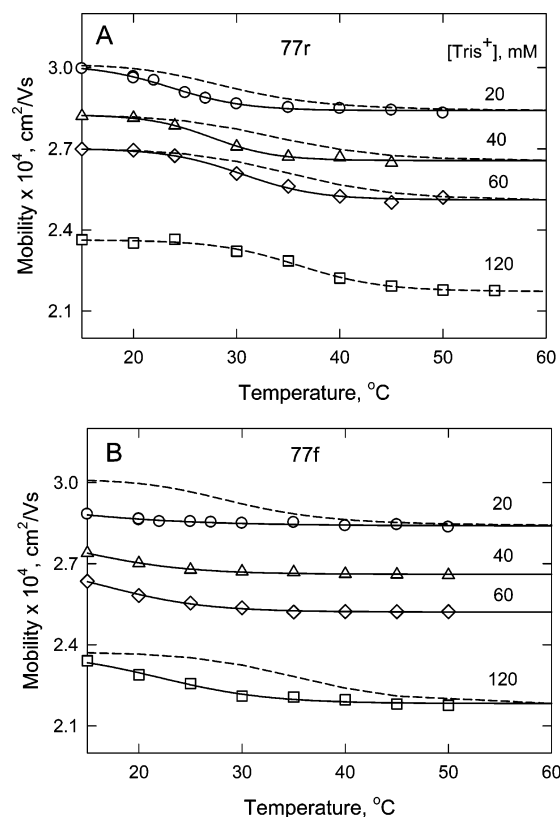 A
77r
[Tris⁺], mM
3.0
2.7
2.4
2.1
20
40
60
120
Mobility x 10⁴, cm²/Vs
20 30 40 50 60
Temperature, °C
B
77f
3.0
2.7
2.4
2.1
20
40
60
120
Mobility x 10⁴, cm²/Vs
20 30 40 50 60
Temperature, °C